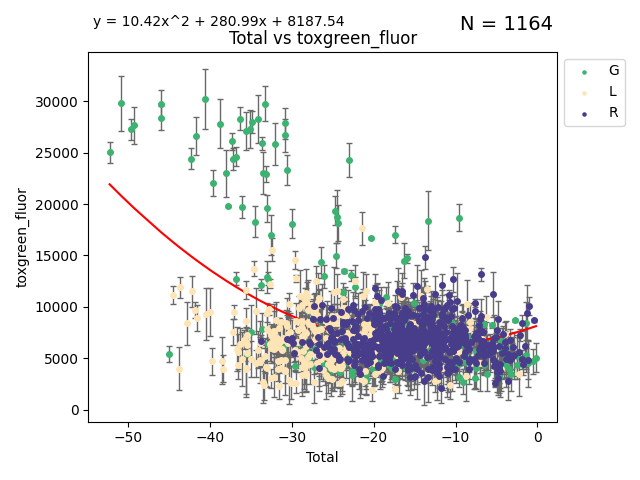 y = 10.42x^2 + 280.99x + 8187.54
N = 1164
Total vs toxgreen_fluor
G
L
R
30000
25000
20000
15000
10000
5000
0
toxgreen_fluor
−50
−40
−30
−20
−10
0
Total